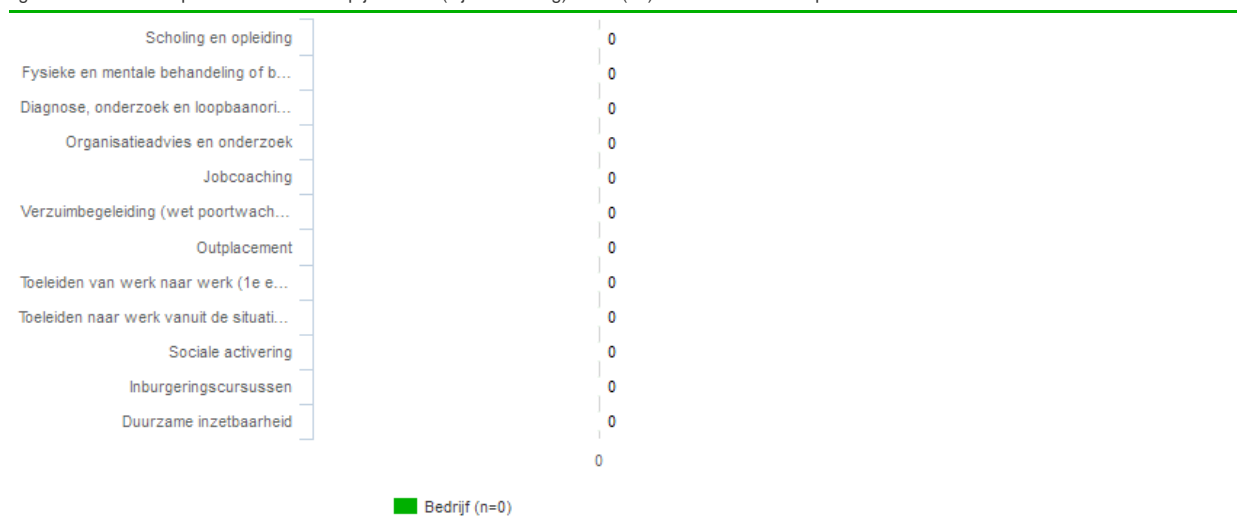 Scholing en opleiding 0
Fysieke en mentale behandeling of b... 0
Diagnose, onderzoek en loopbaanori... 0
Organisatieadvies en onderzoek 0
Jobcoaching 0
Verzuimbegeleiding (wet poortwach... 0
Outplacement 0
Toeleiden van werk naar werk (1e e... 0
Toeleiden naar werk vanuit de situati... 0
Sociale activering 0
Inburgeringscursussen 0
Duurzame inzetbaarheid 0
0
Bedrijf (n=0)